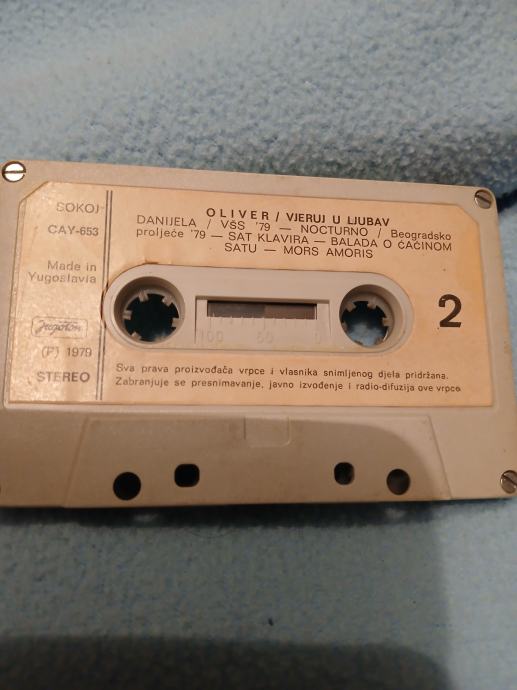 SOKOJ
CAY-653
Made in
Yugoslavia
Jugoton
(P) 1979
STEREO
OLIVER / VJERUJ U LJUBAV
DANIJELA / VSS '79 — NOCTURNO / Beogradsko
proljeće '79 — SAT KLAVIRA — BALADA O ĆAĆINOM
SATU — MORS AMORIS
2
100 50 0
Sva prava proizvođača vrpce i vlasnika snimljenog djela pridržana.
Zabranjuje se presnimavanje, javno izvođenje i radio-difuzija ove vrpce